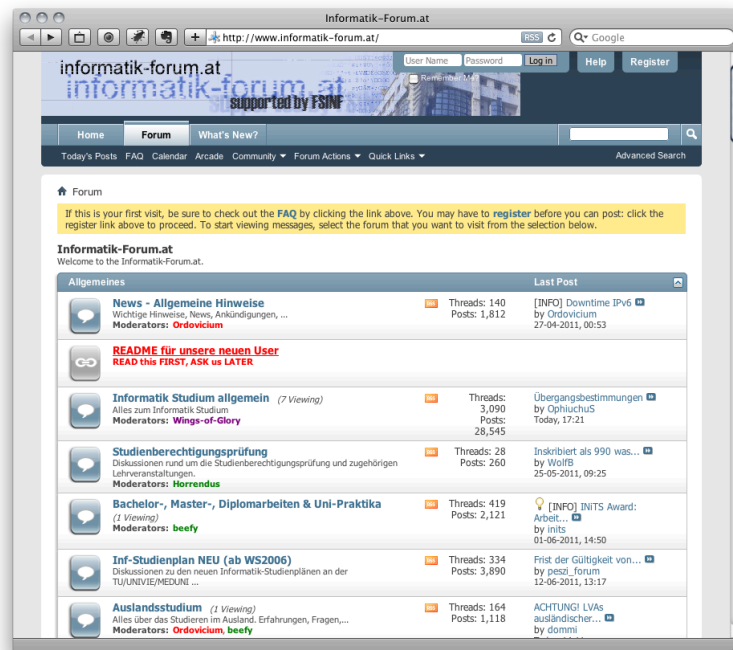 Informatik-Forum.at
http://www.informatik-forum.at/
RSS
Google
informatik-forum.at
informatik-forum.at
supported by FSINF
User Name
Password
Log in
Help
Register
Remember Me?
Home
Forum
What's New?
Today's Posts FAQ Calendar Arcade Community Forum Actions Quick Links
Advanced Search
Forum
If this is your first visit, be sure to check out the FAQ by clicking the link above. You may have to register before you can post: click the
register link above to proceed. To start viewing messages, select the forum that you want to visit from the selection below.
Informatik-Forum.at
Welcome to the Informatik-Forum.at.
Allgemeines
Last Post
News - Allgemeine Hinweise
Wichtige Hinweise, News, Ankündigungen, ...
Moderators: Ordovicium
Threads: 140
Posts: 1,812
[INFO] Downtime IPv6
by Ordovicium
27-04-2011, 00:53
README für unsere neuen User
READ this FIRST, ASK us LATER
Informatik Studium allgemein (7 Viewing)
Alles zum Informatik Studium
Moderators: Wings-of-Glory
Threads:
3,090
Posts:
28,545
Übergangsbestimmungen
by OphiuchuS
Today, 17:21
Studienberechtigungsprüfung
Diskussionen rund um die Studienberechtigungsprüfung und zugehörigen
Lehrveranstaltungen.
Moderators: Horrendus
Threads: 28
Posts: 260
Inskribiert als 990 was...
by WolfB
25-05-2011, 09:25
Bachelor-, Master-, Diplomarbeiten & Uni-Praktika
(1 Viewing)
Moderators: beefy
Threads: 419
Posts: 2,121
[INFO] INiTS Award:
Arbeit...
by inits
01-06-2011, 14:50
Inf-Studienplan NEU (ab WS2006)
Diskussionen zu den neuen Informatik-Studienplänen an der
TU/UNIVIE/MEDUNI ...
Threads: 334
Posts: 3,890
Frist der Gültigkeit von...
by peszi_forum
12-06-2011, 13:17
Auslandsstudium (1 Viewing)
Alles über das Studieren im Ausland. Erfahrungen, Fragen,...
Moderators: Ordovicium, beefy
Threads: 164
Posts: 1,118
ACHTUNG! LVAs
ausländischer...
by dommi